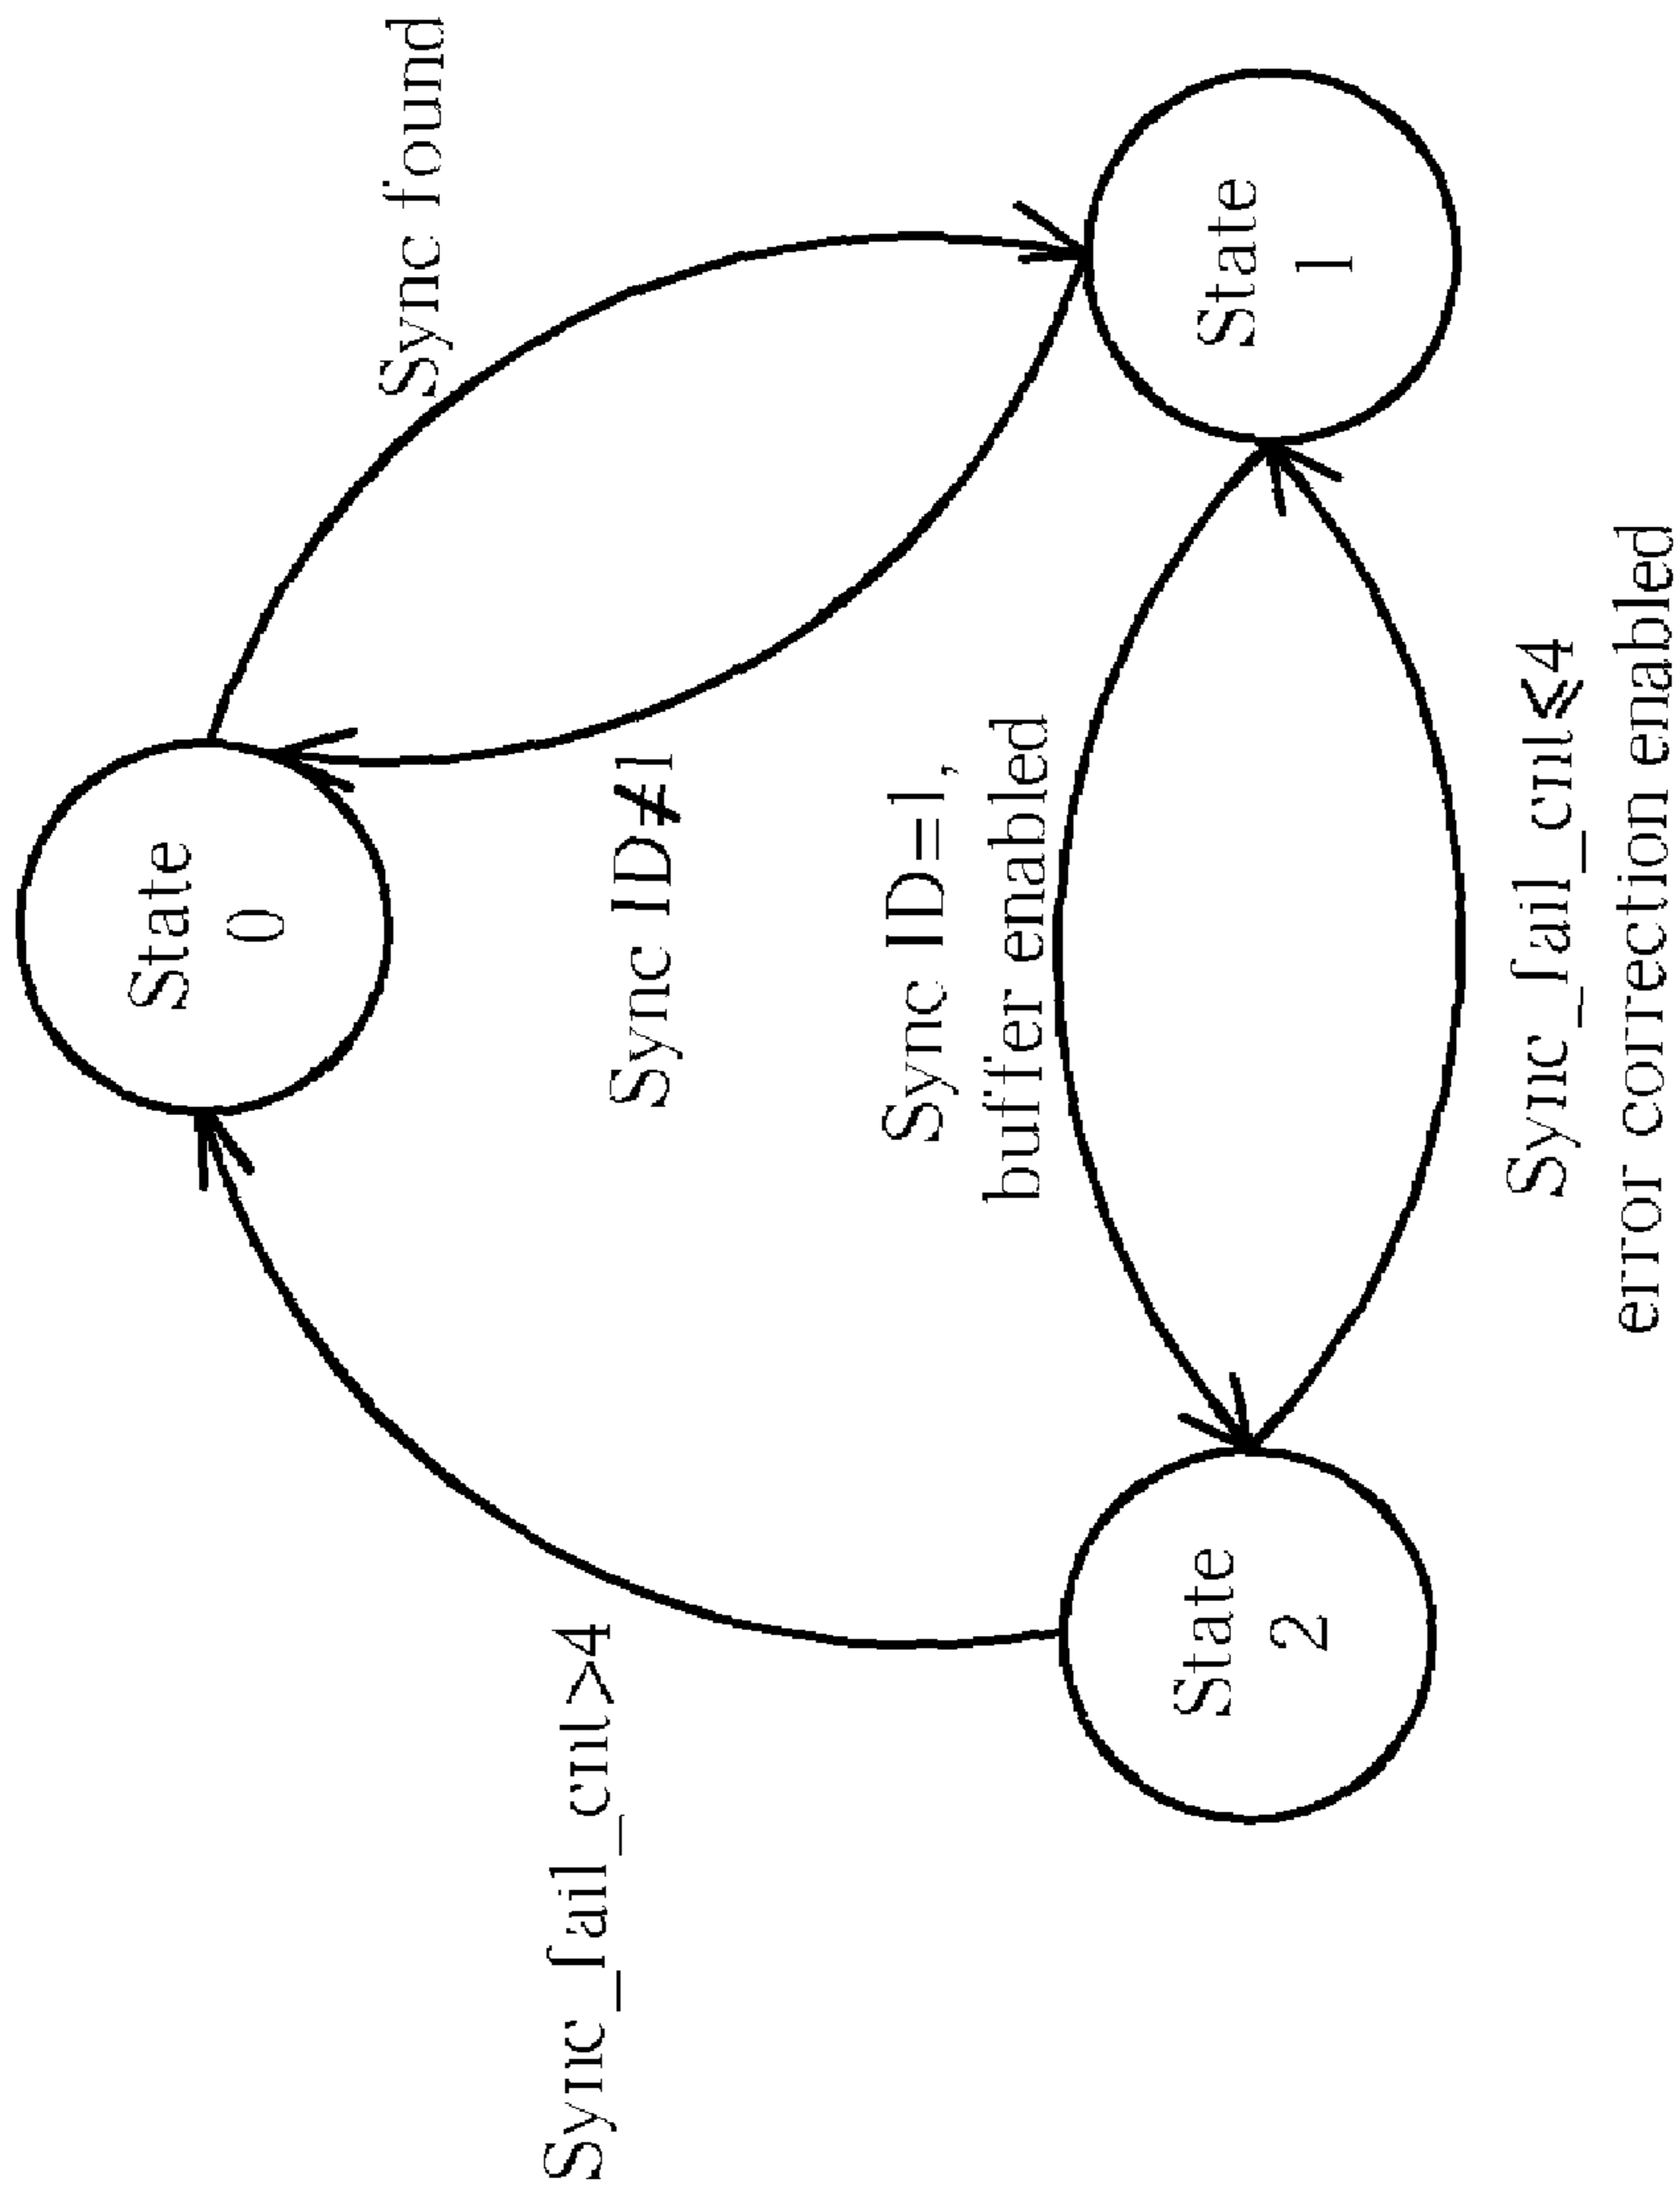 State
0
Sync found
Sync_fail_cnt>4
Sync ID≠1
Sync ID=1,
buffer enabled
State
2
State
1
Sync_fail_cnt≤4
error correction enabled